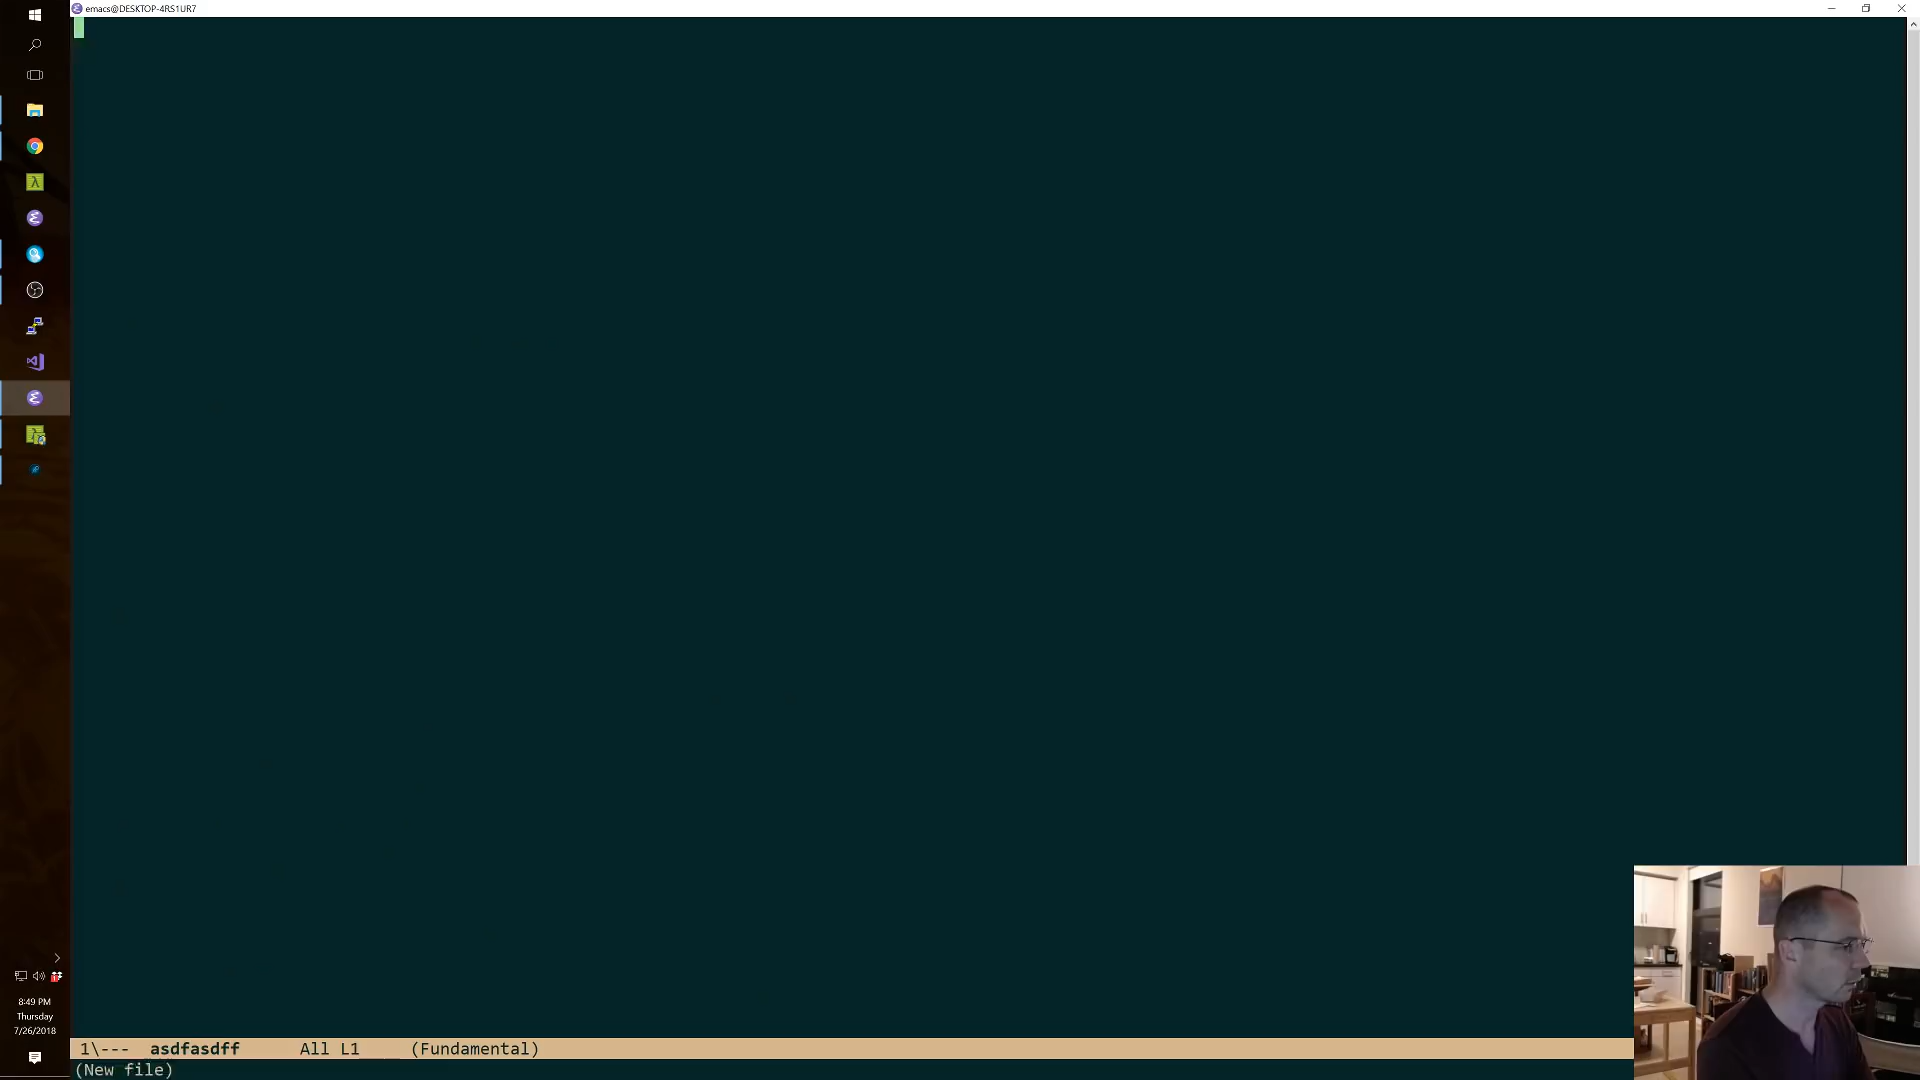 emacs@DESKTOP-4RS1UR7
8:49 PM
Thursday
7/26/2018
1\--- asdfasdff All L1 (Fundamental)
(New file)